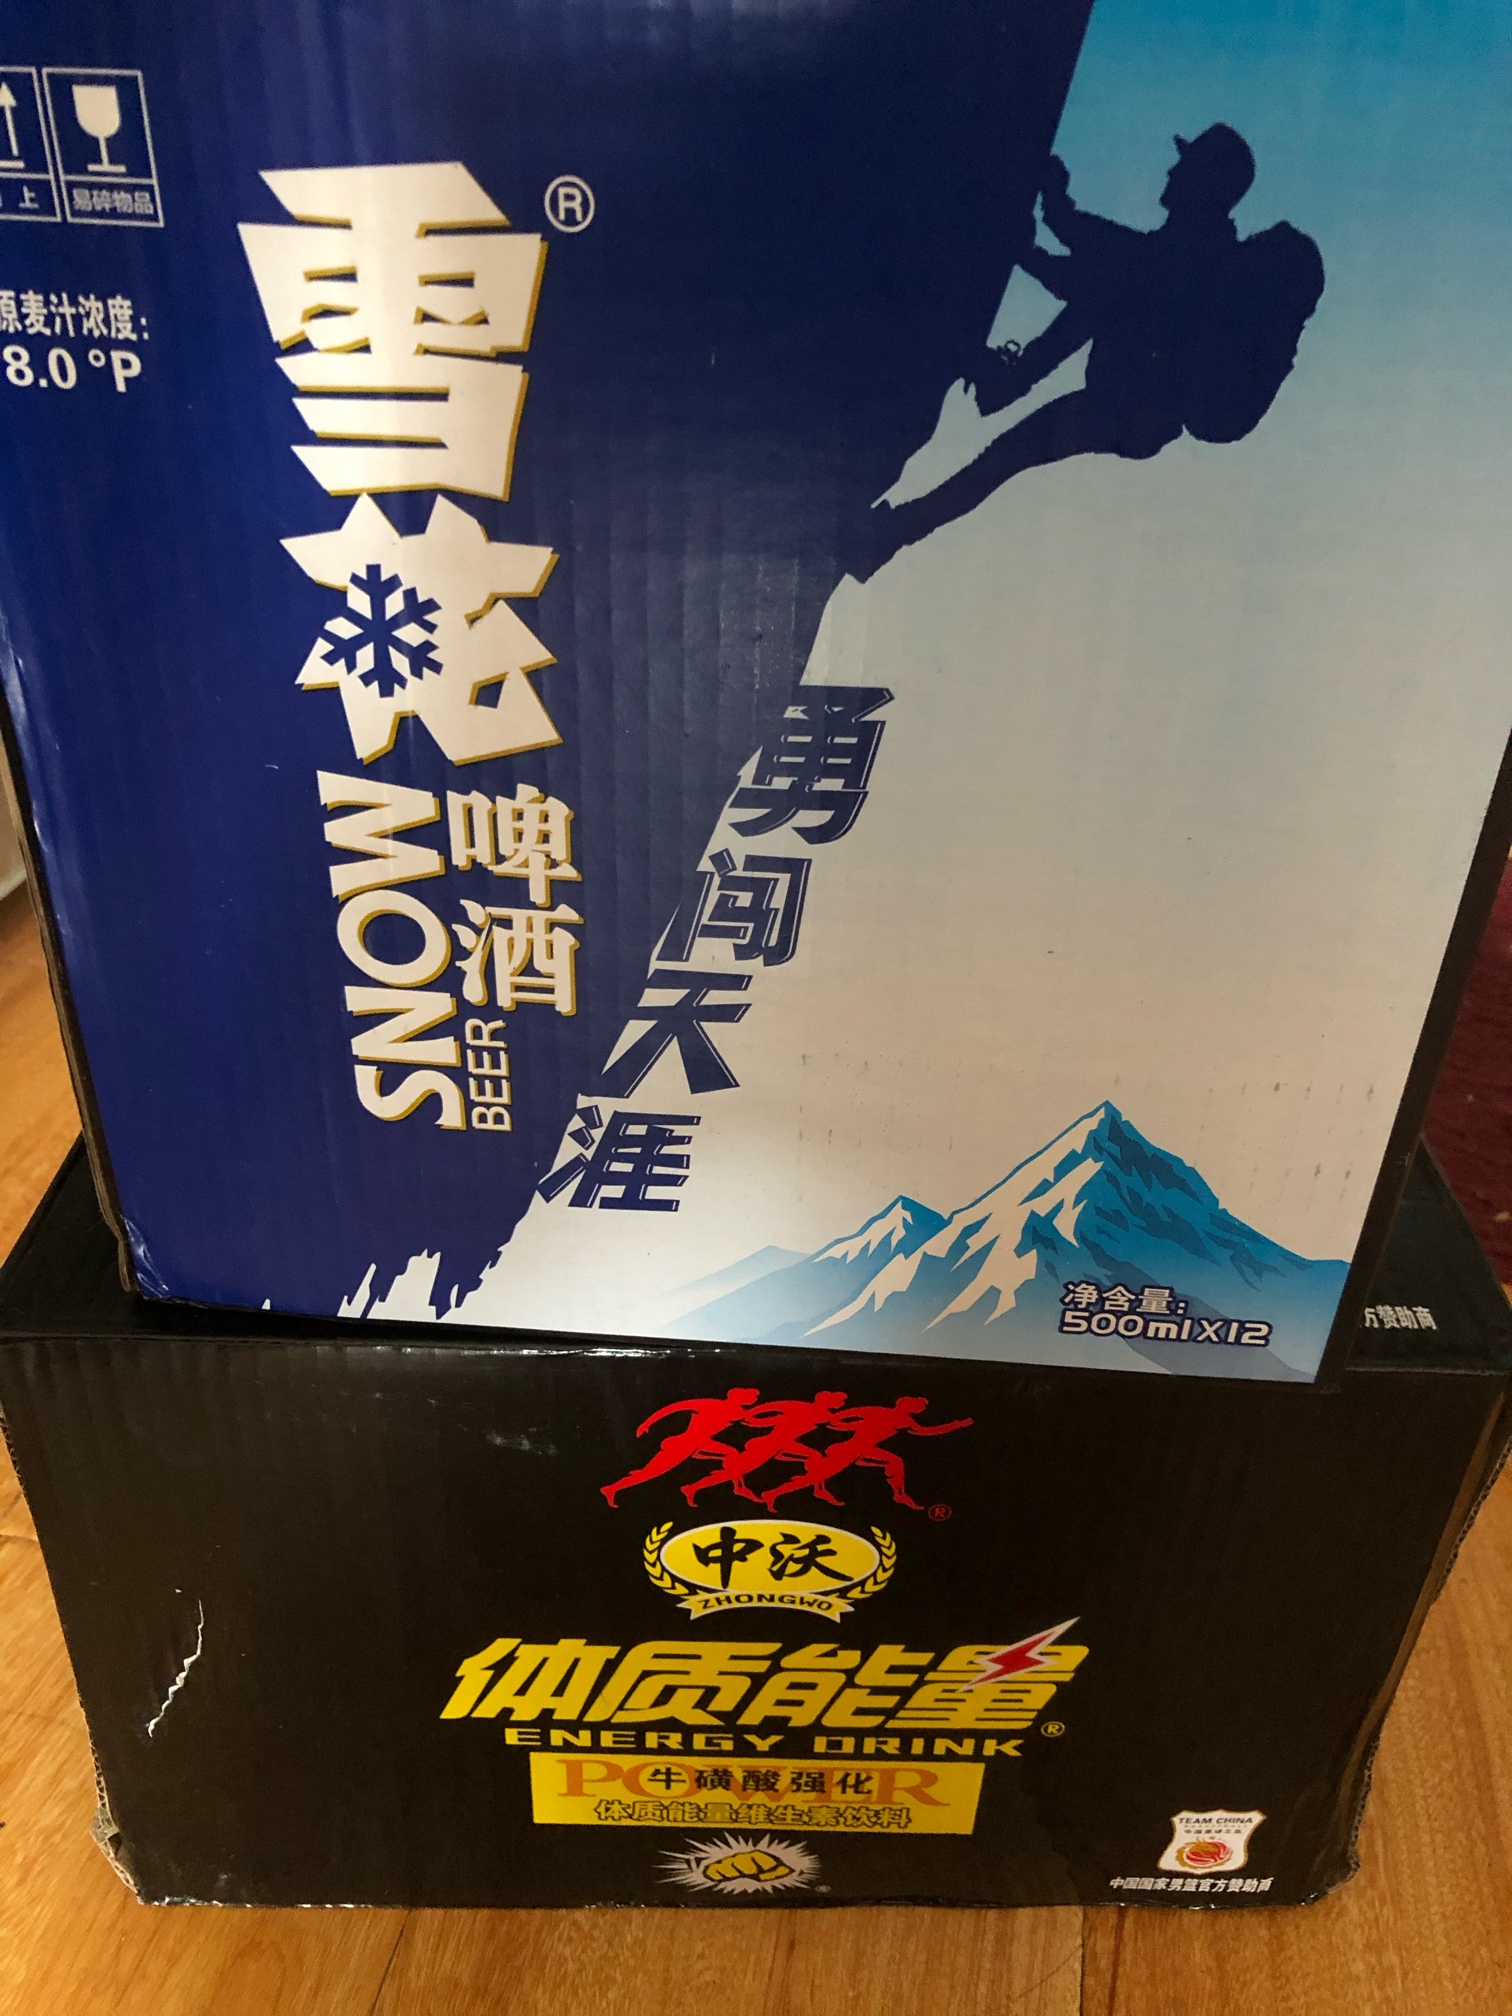 上
易碎物品
原麦汁浓度:
8.0°P
雪花®
啤酒
SNOW
BEER
勇闯天涯
净含量:
500mlX12
方赞助商
®
中沃
ZHONGWO
体质能量®
ENERGY DRINK
POWER
牛磺酸强化
体质能量维生素饮料
TEAM CHINA
中国国家男篮官方赞助商